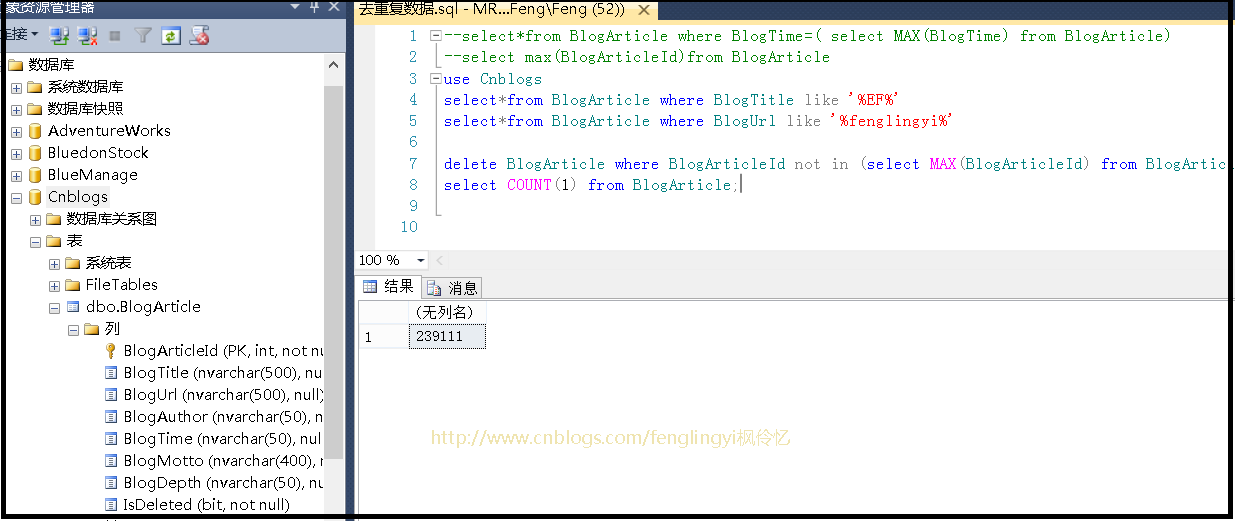 象资源管理器
连接
数据库
系统数据库
数据库快照
AdventureWorks
BluedonStock
BlueManage
Cnblogs
数据库关系图
表
系统表
FileTables
dbo.BlogArticle
列
BlogArticleId (PK, int, not nu
BlogTitle (nvarchar(500), nu
BlogUrl (nvarchar(500), null)
BlogAuthor (nvarchar(50), n
BlogTime (nvarchar(50), nul
BlogMotto (nvarchar(400), n
BlogDepth (nvarchar(50), nu
IsDeleted (bit, not null)
去重复数据.sql - MR...Feng\Feng (52))
1 --select*from BlogArticle where BlogTime=( select MAX(BlogTime) from BlogArticle)
2 --select max(BlogArticleId)from BlogArticle
3 use Cnblogs
4 select*from BlogArticle where BlogTitle like '%EF%'
5 select*from BlogArticle where BlogUrl like '%fenglingyi%'
6
7 delete BlogArticle where BlogArticleId not in (select MAX(BlogArticleId) from BlogArtic
8 select COUNT(1) from BlogArticle;
9
10
100 %
结果 消息
(无列名)
1 239111
http://www.cnblogs.com/fenglingyi枫伶忆